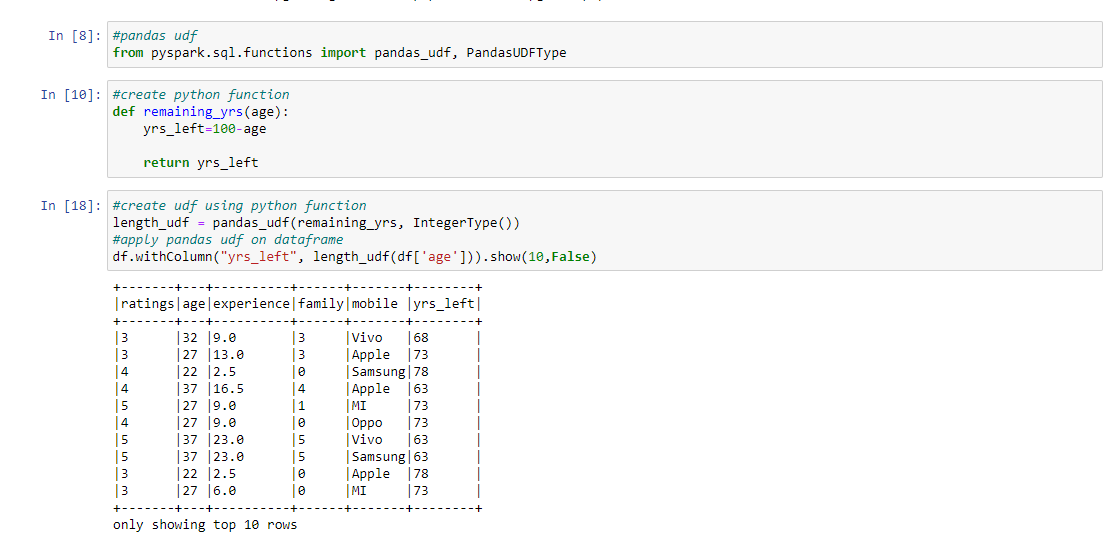 In [8]: #pandas udf
from pyspark.sql.functions import pandas_udf, PandasUDFType
In [10]: #create python function
def remaining_yrs(age):
    yrs_left=100-age
    return yrs_left
In [18]: #create udf using python function
length_udf = pandas_udf(remaining_yrs, IntegerType())
#apply pandas udf on dataframe
df.withColumn("yrs_left", length_udf(df['age'])).show(10,False)
+-------+---+----------+------+-------+--------+
|ratings|age|experience|family|mobile |yrs_left|
+-------+---+----------+------+-------+--------+
|3      |32 |9.0       |3     |Vivo   |68      |
|3      |27 |13.0      |3     |Apple  |73      |
|4      |22 |2.5       |0     |Samsung|78      |
|4      |37 |16.5      |4     |Apple  |63      |
|5      |27 |9.0       |1     |MI     |73      |
|4      |27 |9.0       |0     |Oppo   |73      |
|5      |37 |23.0      |5     |Vivo   |63      |
|5      |37 |23.0      |5     |Samsung|63      |
|3      |22 |2.5       |0     |Apple  |78      |
|3      |27 |6.0       |0     |MI     |73      |
+-------+---+----------+------+-------+--------+
only showing top 10 rows